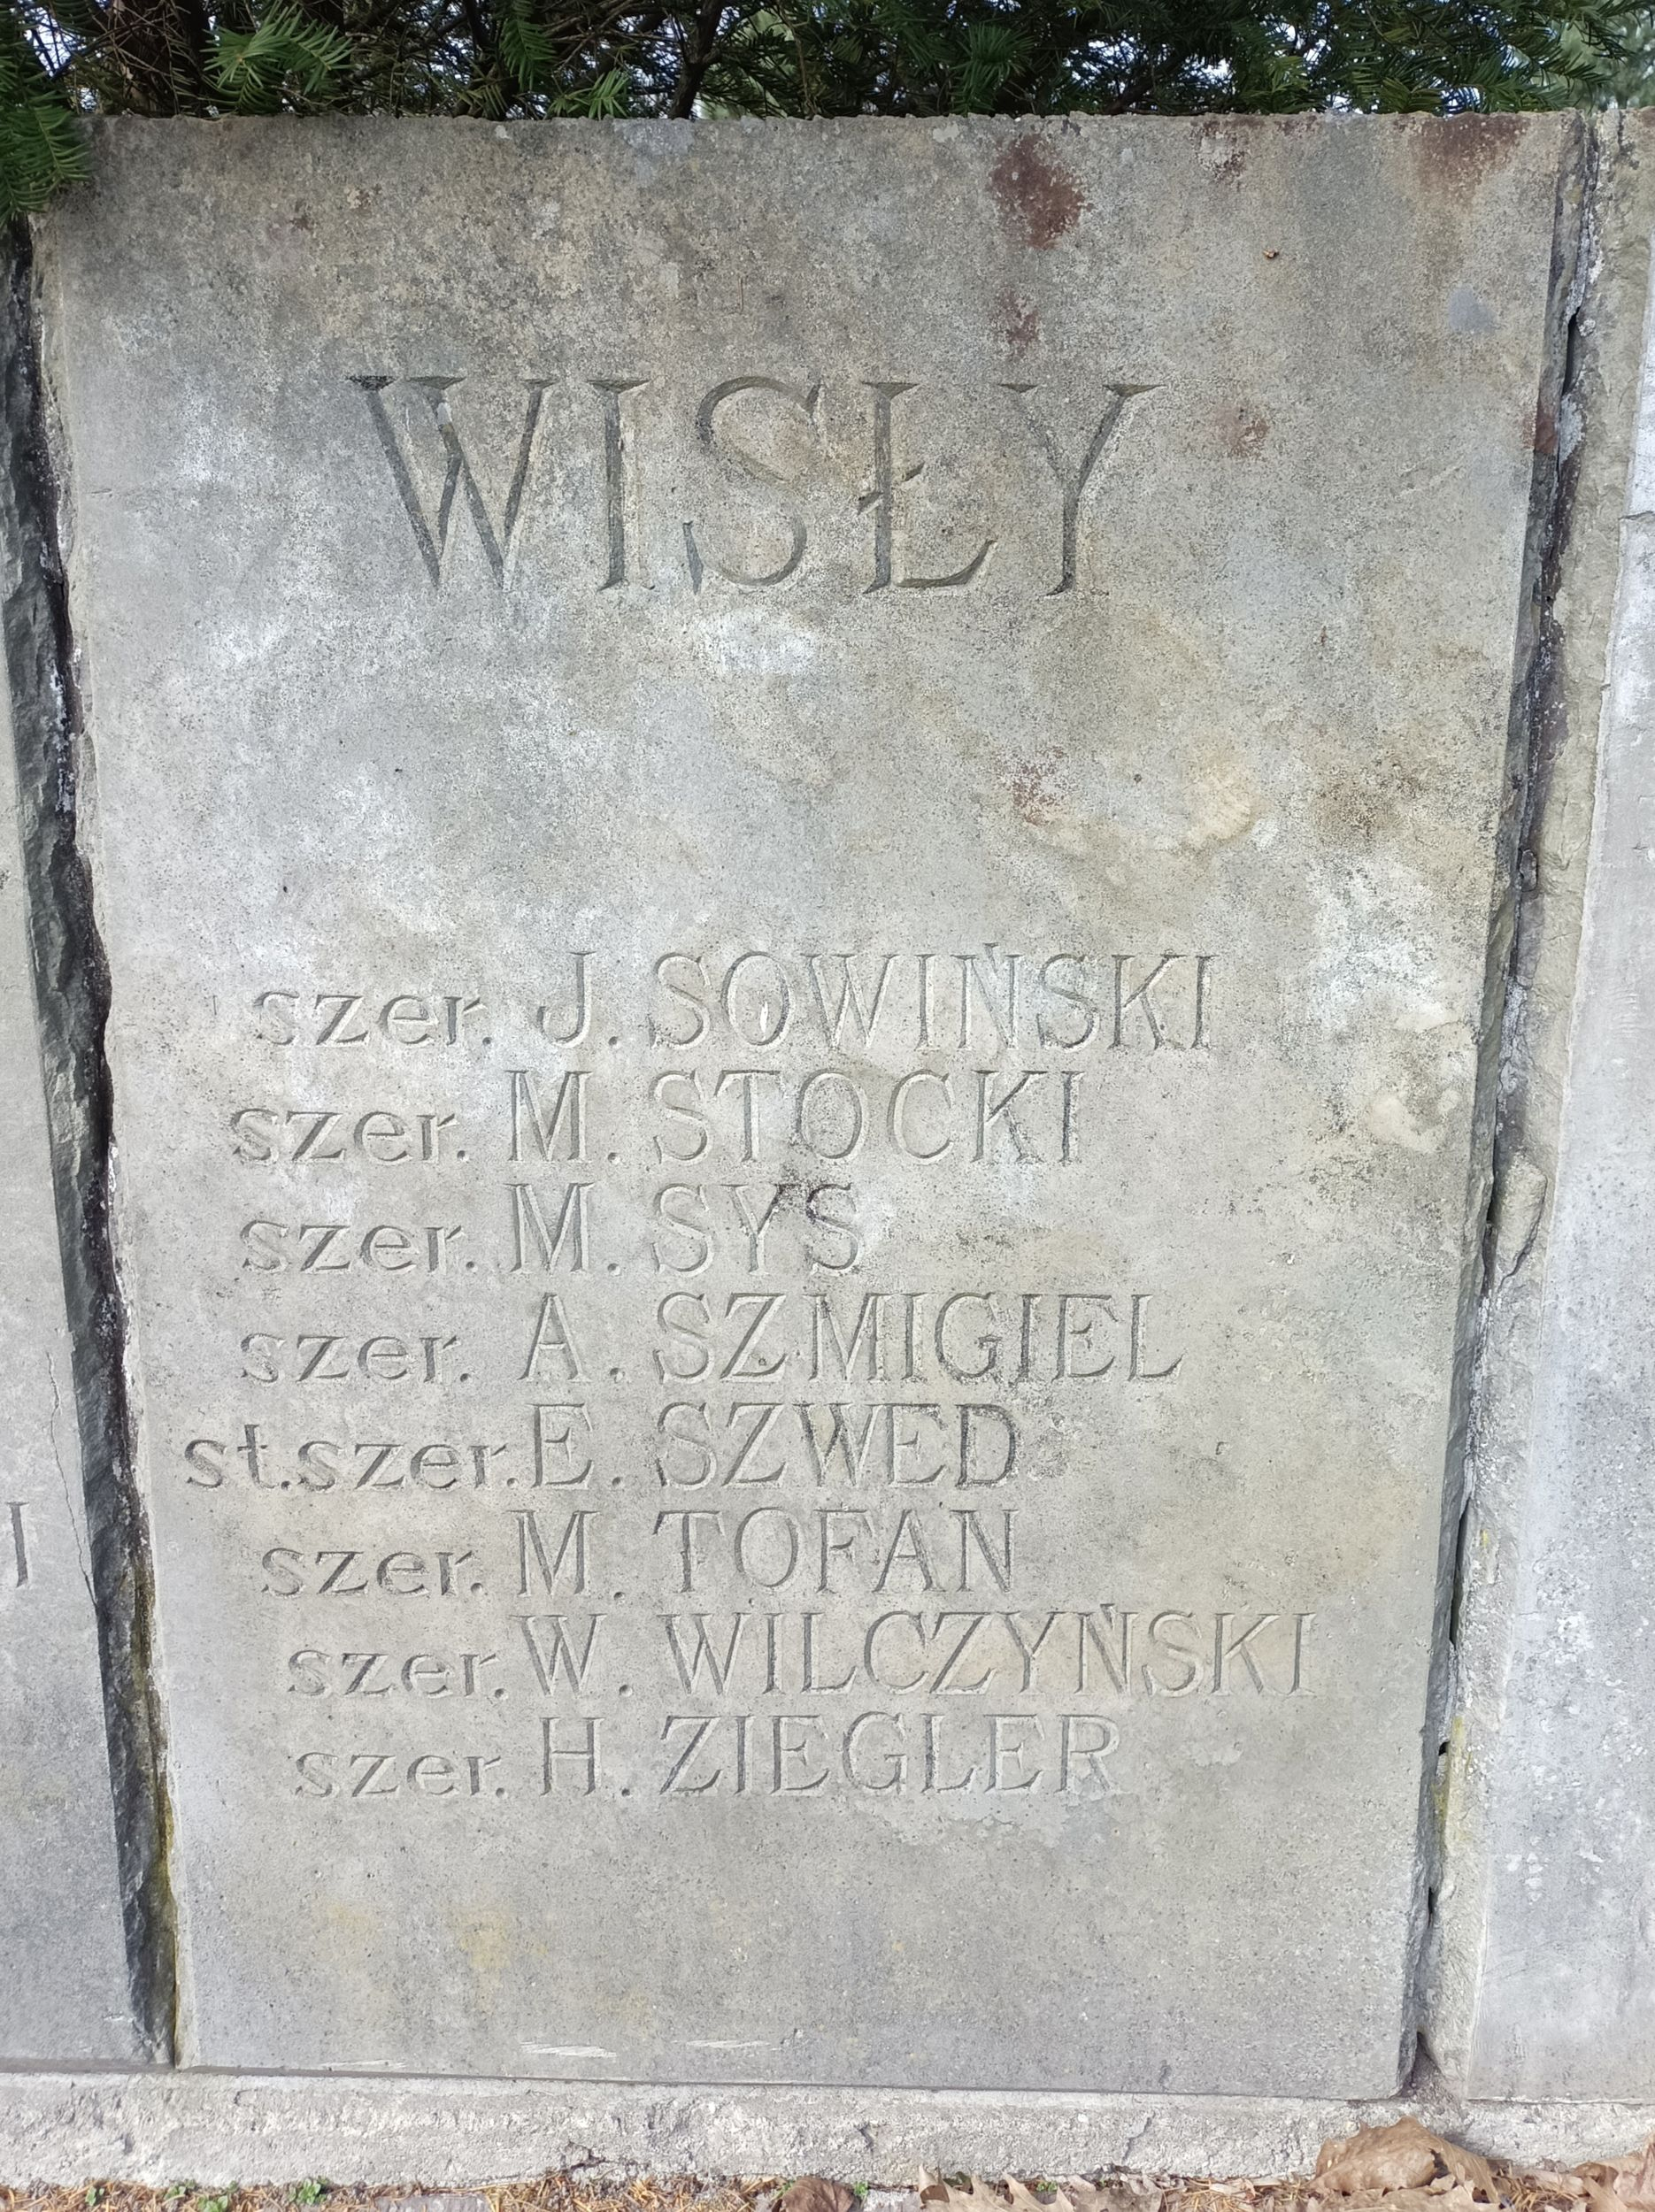 WISŁY
szer. J. SOWIŃSKI
szer. M. STOCKI
szer. M. SYS
szer. A. SZMIGIEL
st.szer. E. SZWED
szer. M. TOFAN
szer. W. WILCZYŃSKI
szer. H. ZIEGLER
I